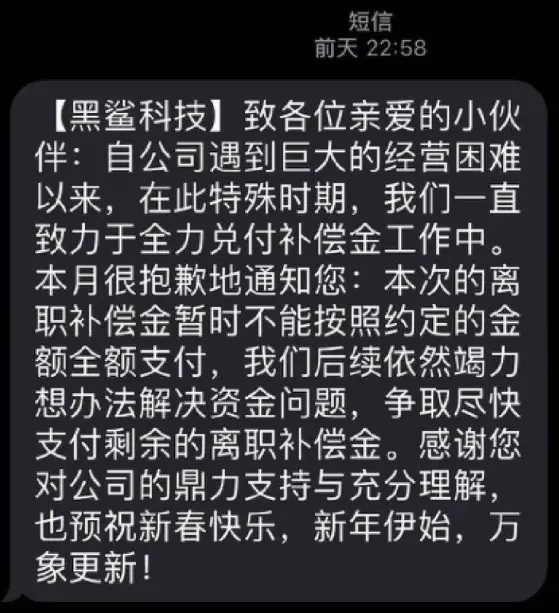 短信
前天 22:58
【黑鲨科技】致各位亲爱的小伙
伴：自公司遇到巨大的经营困难
以来，在此特殊时期，我们一直
致力于全力兑付补偿金工作中。
本月很抱歉地通知您：本次的离
职补偿金暂时不能按照约定的金
额全额支付，我们后续依然竭力
想办法解决资金问题，争取尽快
支付剩余的离职补偿金。感谢您
对公司的鼎力支持与充分理解，
也预祝新春快乐，新年伊始，万
象更新！